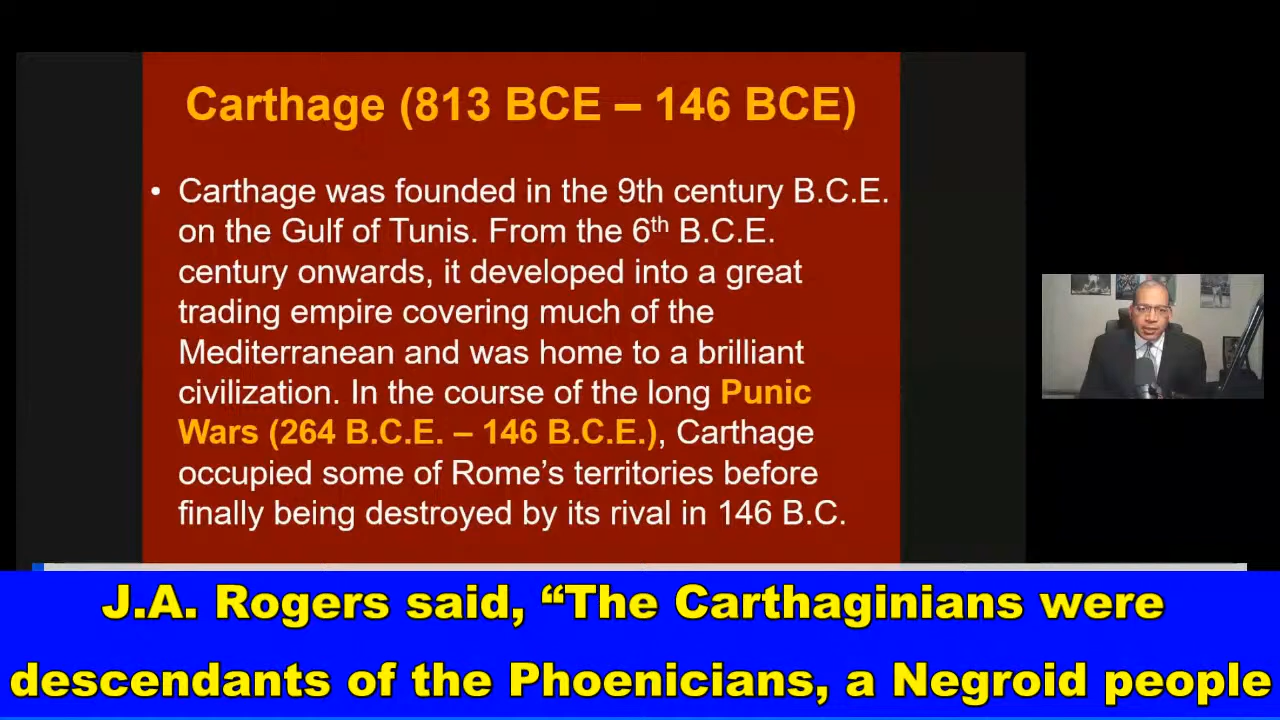 Carthage (813 BCE – 146 BCE)
• Carthage was founded in the 9th century B.C.E.
on the Gulf of Tunis. From the 6th B.C.E.
century onwards, it developed into a great
trading empire covering much of the
Mediterranean and was home to a brilliant
civilization. In the course of the long Punic
Wars (264 B.C.E. – 146 B.C.E.), Carthage
occupied some of Rome’s territories before
finally being destroyed by its rival in 146 B.C.
J.A. Rogers said, “The Carthaginians were
descendants of the Phoenicians, a Negroid people